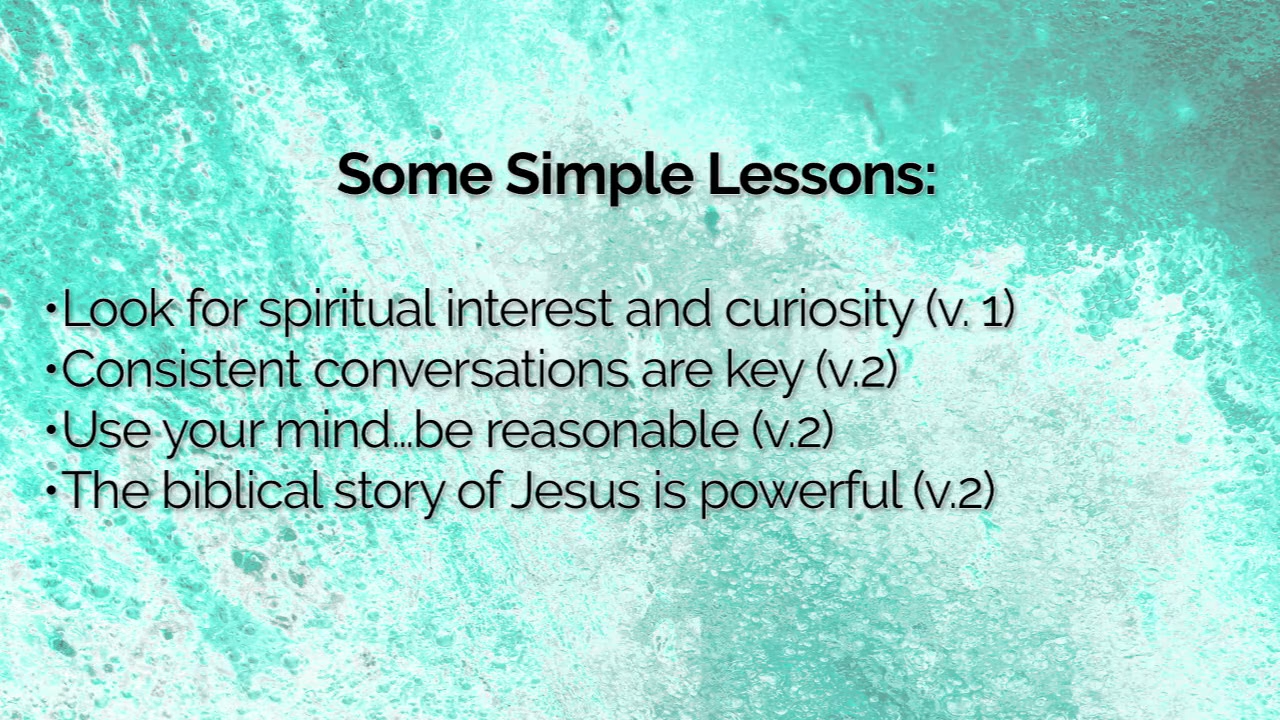 Some Simple Lessons:
•Look for spiritual interest and curiosity (v. 1)
•Consistent conversations are key (v.2)
•Use your mind...be reasonable (v.2)
•The biblical story of Jesus is powerful (v.2)